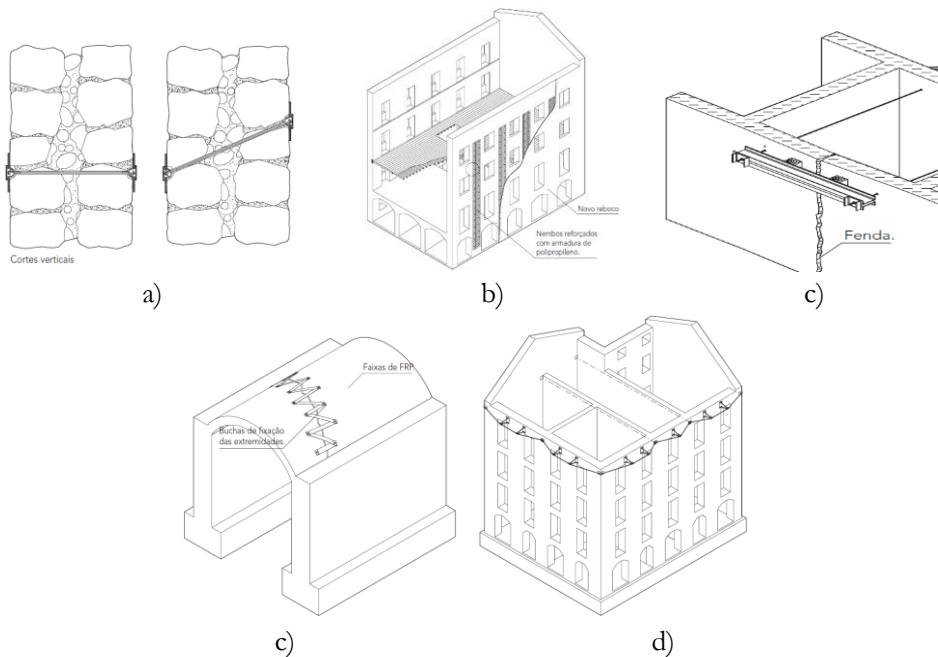 Cortes verticais
a)
Novo reboco
Nembos reforçados
com armadura de
polipropileno.
b)
Fenda.
c)
Faixas de FRP
Buchas de fixação
das extremidades.
c)
d)